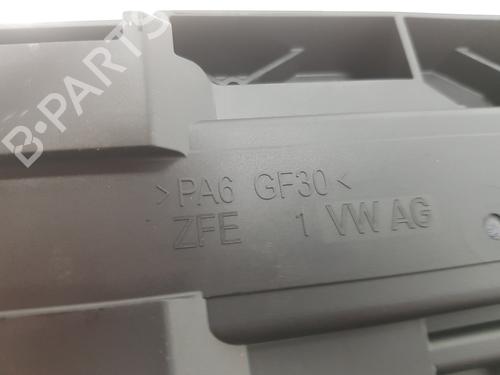 B-PARTS
>PA6 GF30<
ZFE 1 VW AG